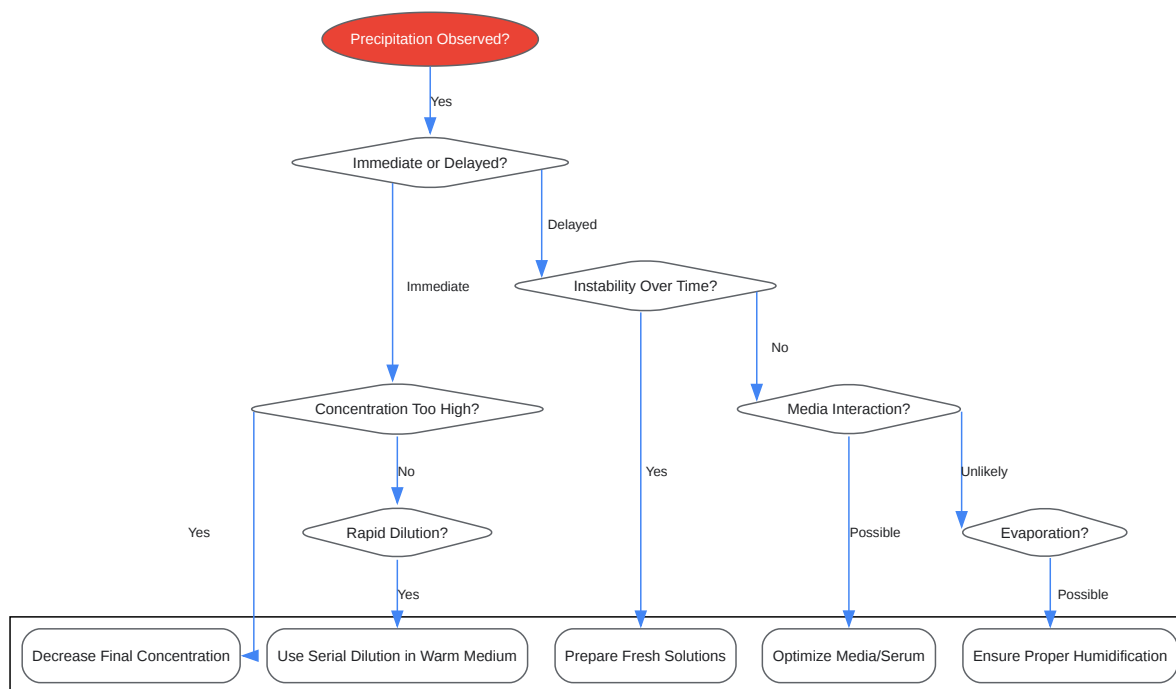 Precipitation Observed?
Yes
Immediate or Delayed?
Delayed
Immediate
Instability Over Time?
No
Concentration Too High?
Media Interaction?
No
Yes
Unlikely
Yes
Rapid Dilution?
Possible
Evaporation?
Yes
Possible
Decrease Final Concentration
Use Serial Dilution in Warm Medium
Prepare Fresh Solutions
Optimize Media/Serum
Ensure Proper Humidification